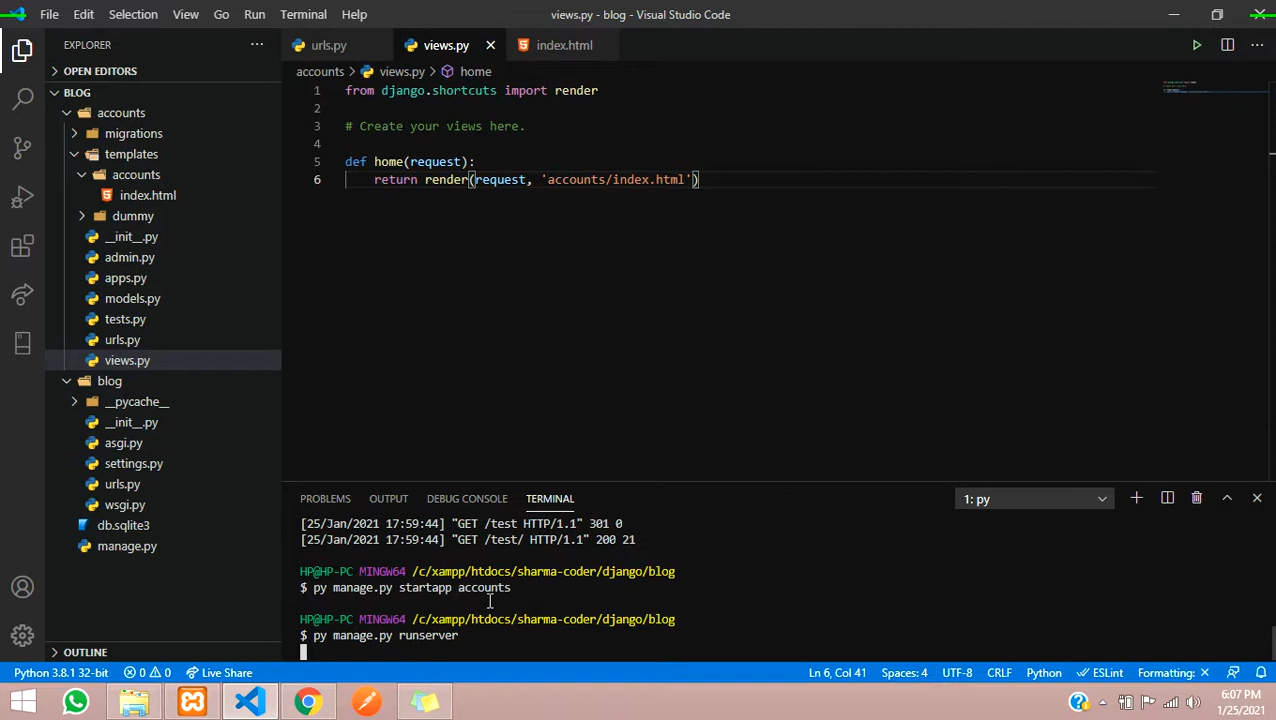 File Edit Selection View Go Run Terminal Help
views.py - blog - Visual Studio Code
EXPLORER
urls.py
views.py
index.html
OPEN EDITORS
accounts > views.py > home
BLOG
accounts
migrations
templates
accounts
index.html
dummy
__init__.py
admin.py
apps.py
models.py
tests.py
urls.py
views.py
blog
__pycache__
__init__.py
asgi.py
settings.py
urls.py
wsgi.py
db.sqlite3
manage.py
OUTLINE
1 from django.shortcuts import render
2
3 # Create your views here.
4
5 def home(request):
6 return render(request, 'accounts/index.html')
PROBLEMS OUTPUT DEBUG CONSOLE TERMINAL
1: py
[25/Jan/2021 17:59:44] "GET /test HTTP/1.1" 301 0
[25/Jan/2021 17:59:44] "GET /test/ HTTP/1.1" 200 21
HP@HP-PC MINGW64 /c/xampp/htdocs/sharma-coder/django/blog
$ py manage.py startapp accounts
HP@HP-PC MINGW64 /c/xampp/htdocs/sharma-coder/django/blog
$ py manage.py runserver
Python 3.8.1 32-bit 0 0 Live Share
Ln 6, Col 41 Spaces: 4 UTF-8 CRLF Python ESLint Formatting: ×
6:07 PM
1/25/2021